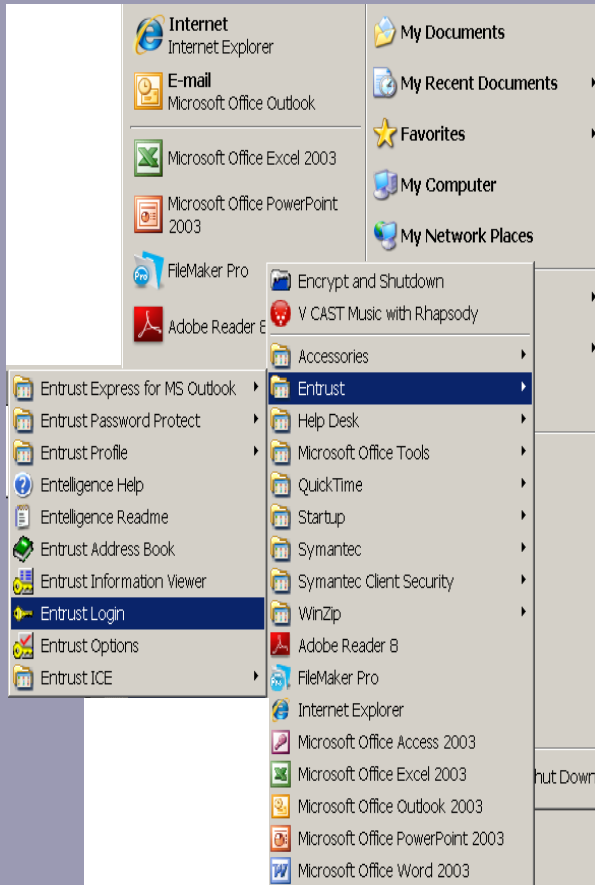 Internet
Internet Explorer
E-mail
Microsoft Office Outlook
Microsoft Office Excel 2003
Microsoft Office PowerPoint
2003
FileMaker Pro
Adobe Reader 8
My Documents
My Recent Documents
Favorites
My Computer
My Network Places
Encrypt and Shutdown
V CAST Music with Rhapsody
Accessories
Entrust
Help Desk
Microsoft Office Tools
QuickTime
Startup
Symantec
Symantec Client Security
WinZip
Adobe Reader 8
FileMaker Pro
Internet Explorer
Microsoft Office Access 2003
Microsoft Office Excel 2003
Microsoft Office Outlook 2003
Microsoft Office PowerPoint 2003
Microsoft Office Word 2003
Entrust Express for MS Outlook
Entrust Password Protect
Entrust Profile
Entelligence Help
Entelligence Readme
Entrust Address Book
Entrust Information Viewer
Entrust Login
Entrust Options
Entrust ICE
hut Down